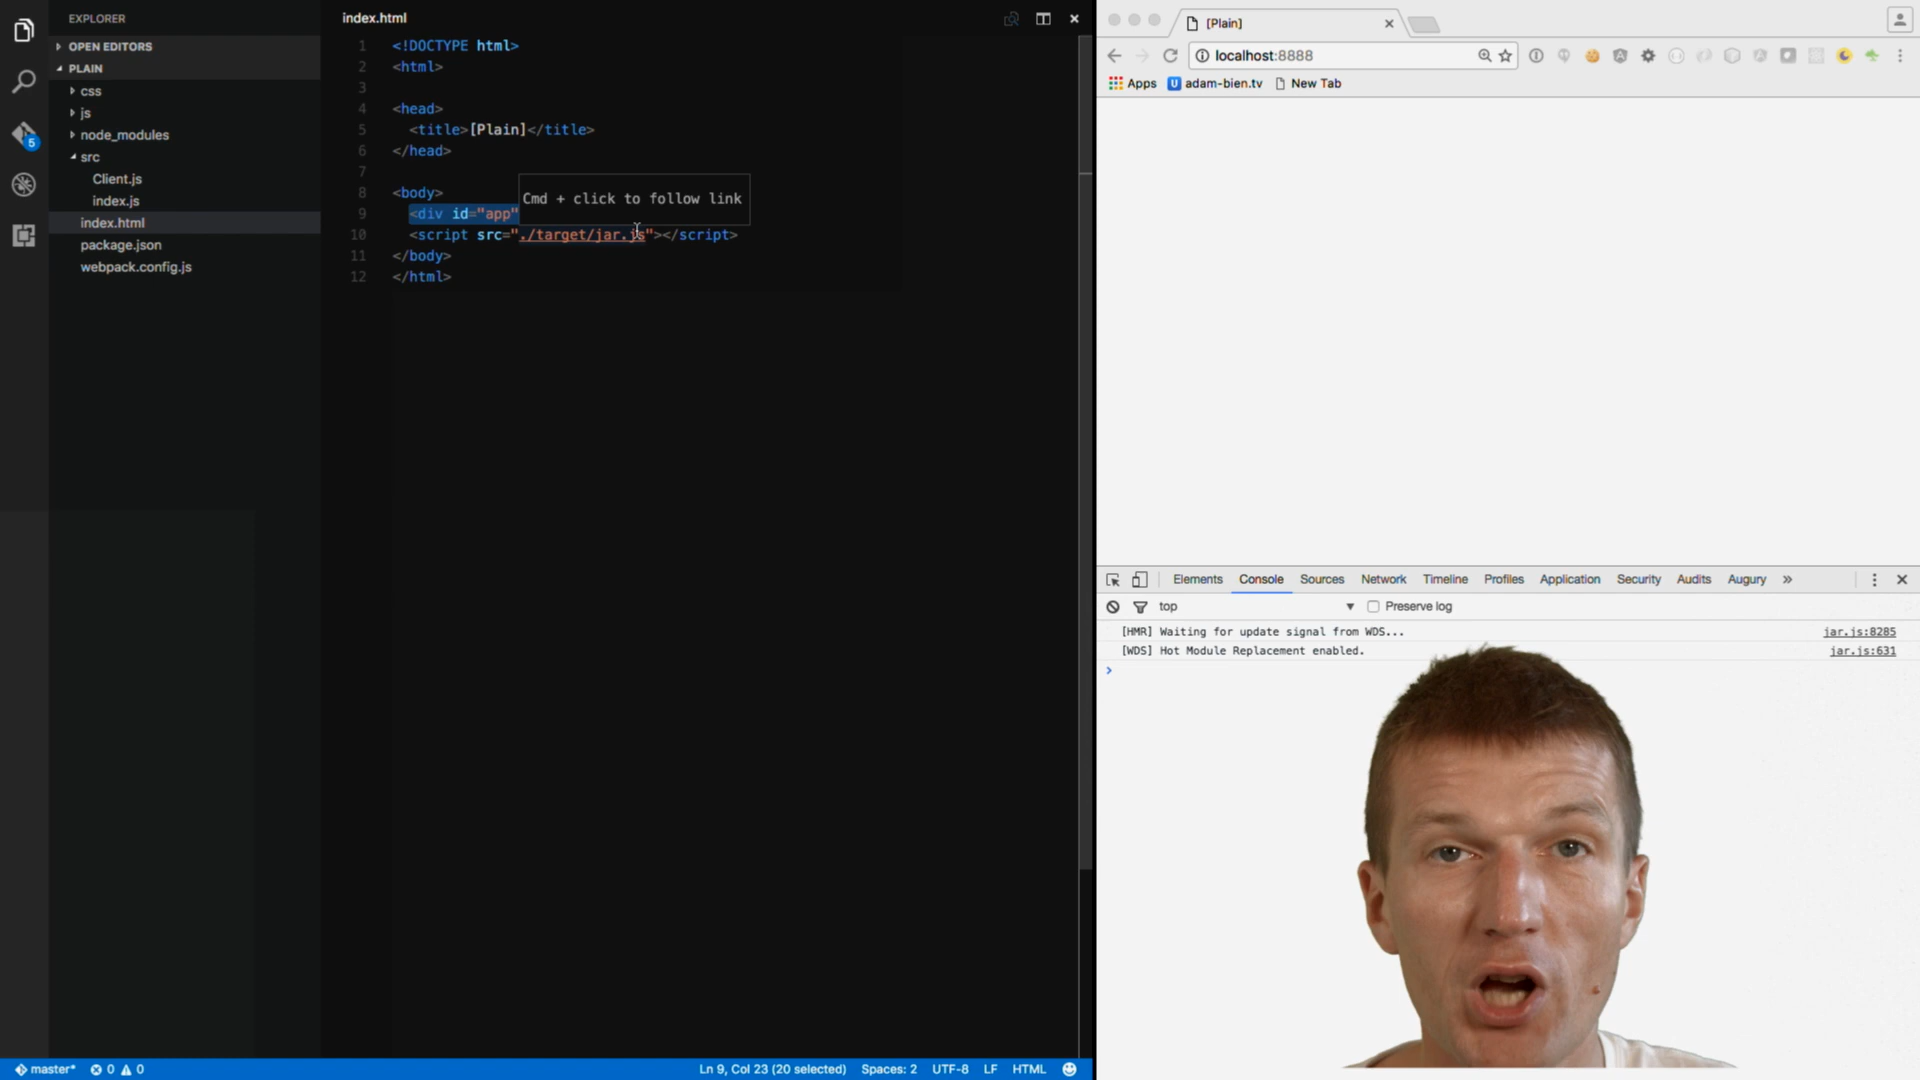 EXPLORER
OPEN EDITORS
PLAIN
css
js
node_modules
src
Client.js
index.js
index.html
package.json
webpack.config.js
5
index.html
1 <!DOCTYPE html>
2 <html>
3
4 <head>
5 <title>[Plain]</title>
6 </head>
7
8 <body>
Cmd + click to follow link
9 <div id="app"
10 <script src="./target/jar.js"></script>
11 </body>
12 </html>
master* 0 0
Ln 9, Col 23 (20 selected) Spaces: 2 UTF-8 LF HTML
[Plain]
localhost:8888
Apps adam-bien.tv New Tab
Elements Console Sources Network Timeline Profiles Application Security Audits Augury »
top Preserve log
[HMR] Waiting for update signal from WDS... jar.js:8285
[WDS] Hot Module Replacement enabled. jar.js:631
>